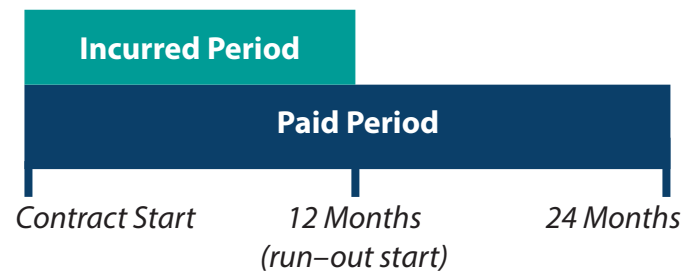 Incurred Period
Paid Period
Contract Start
12 Months
(run–out start)
24 Months